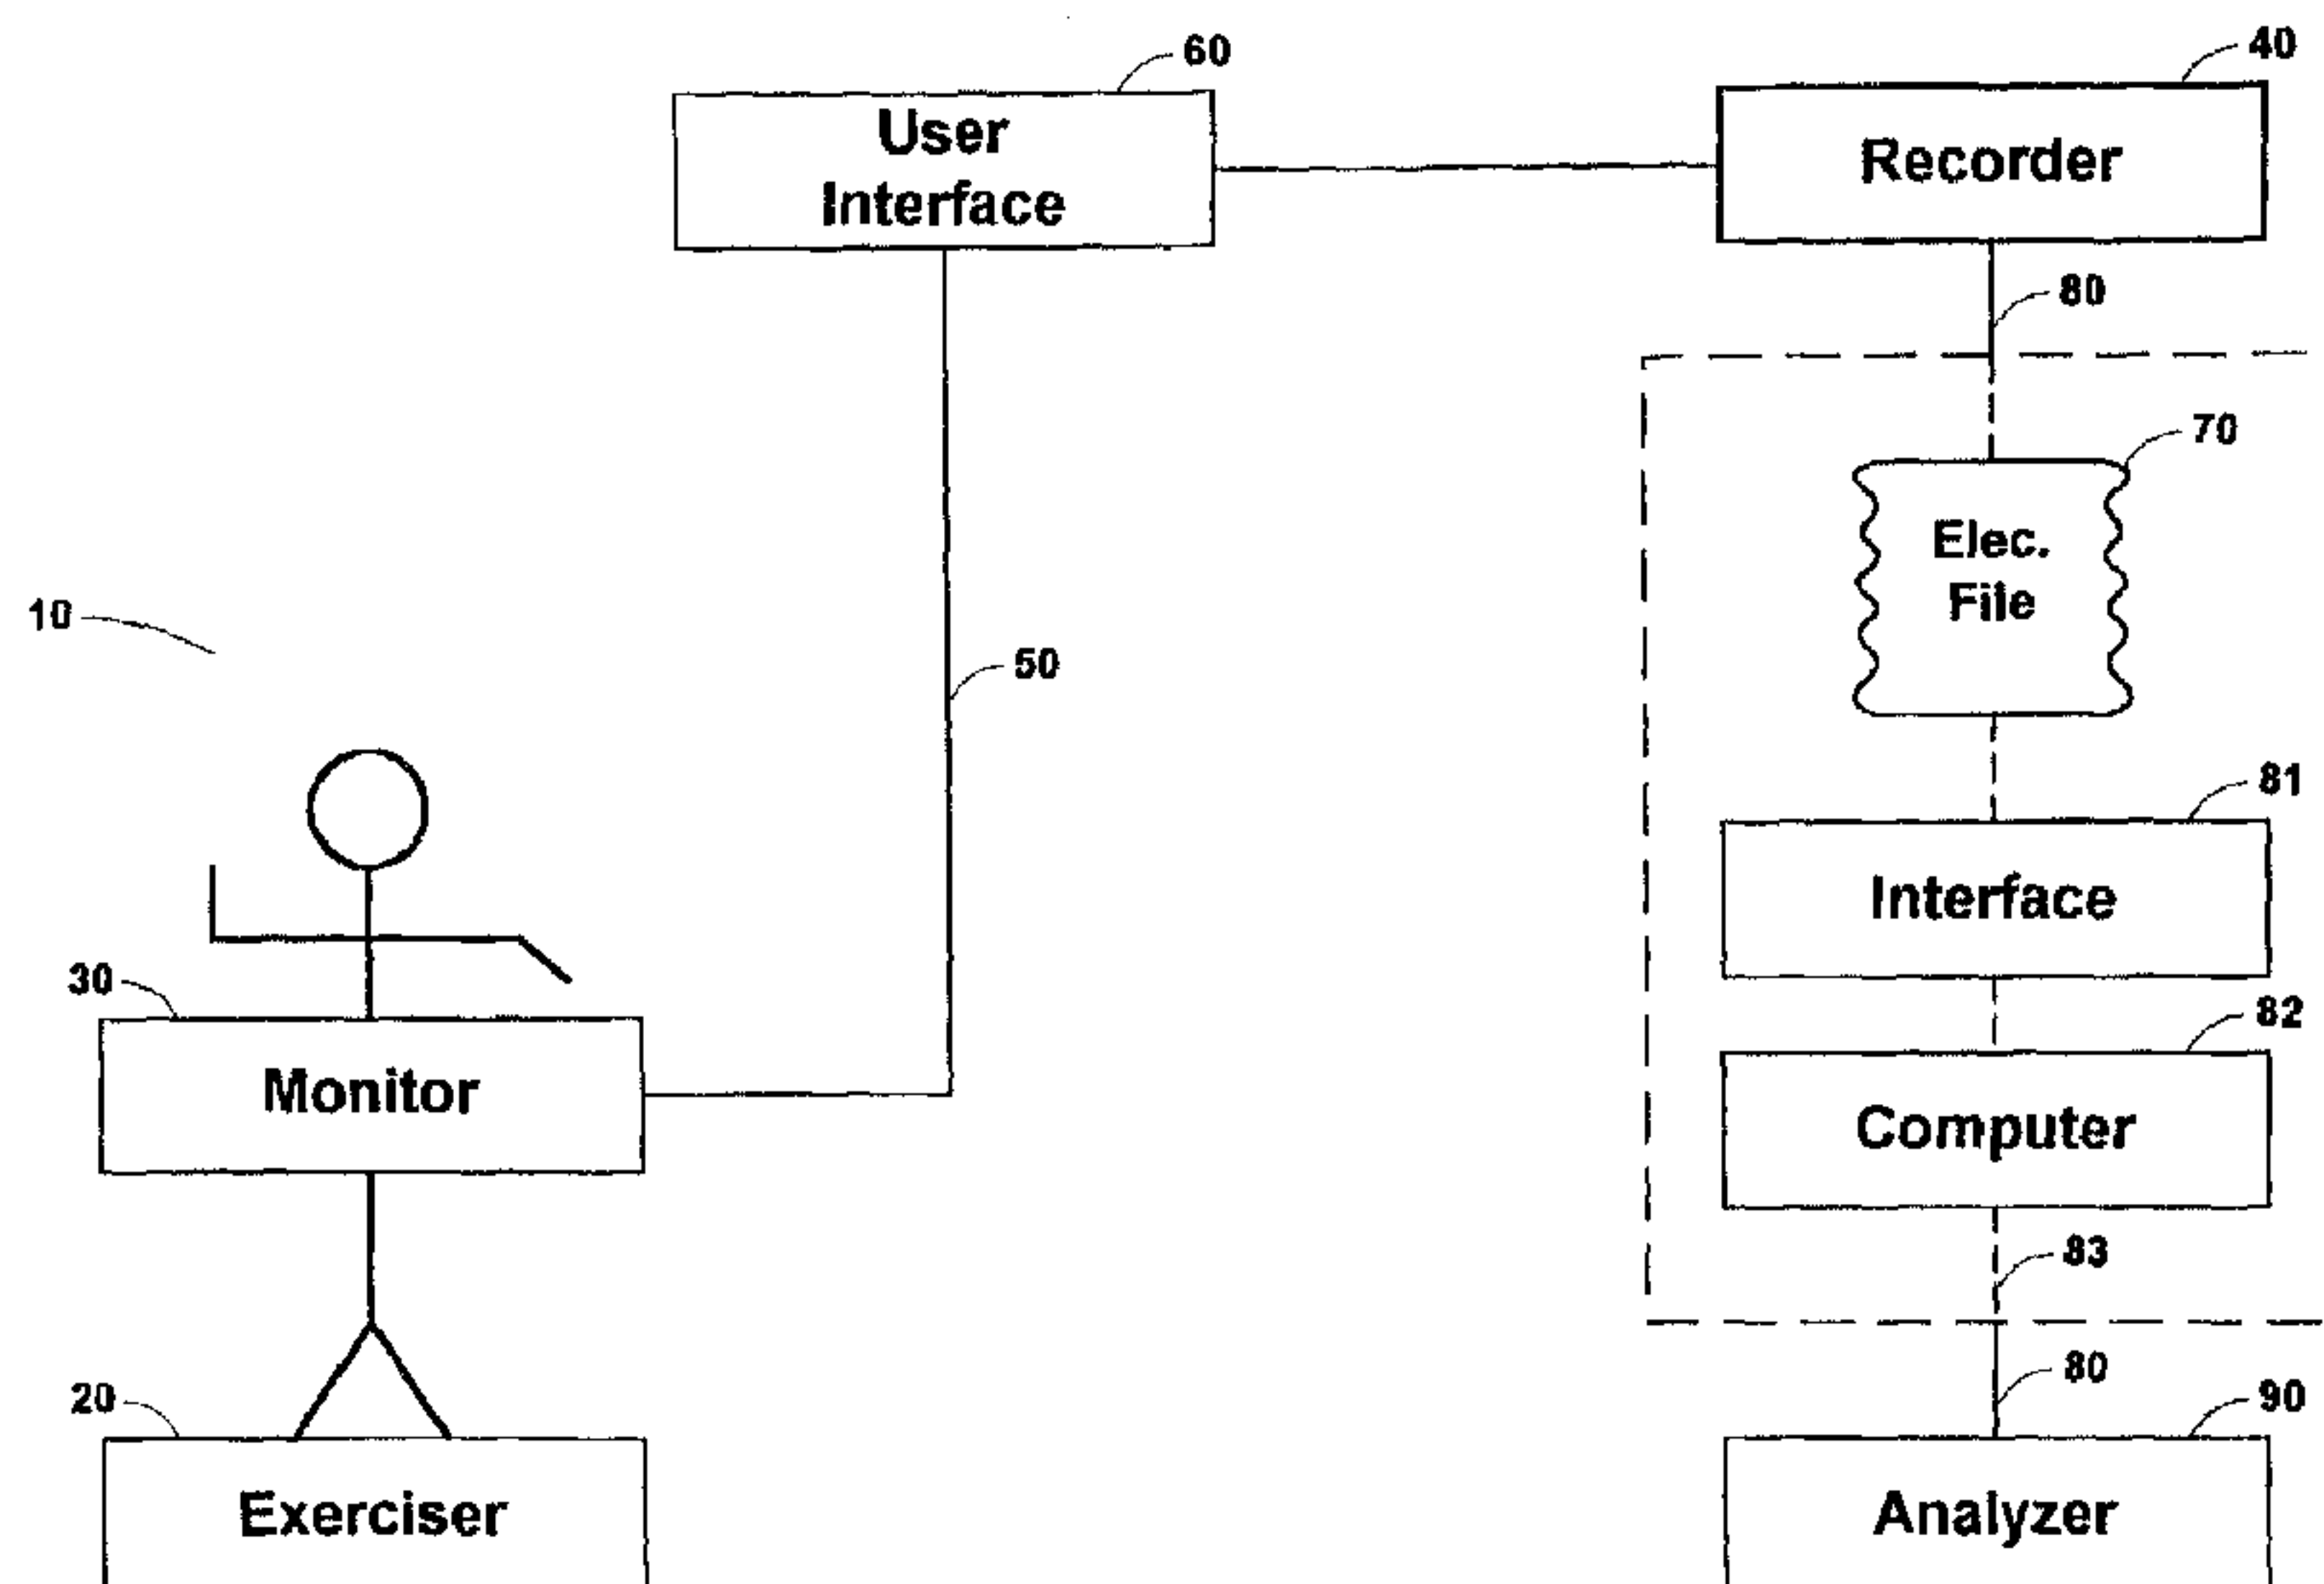 60
40
User
Interface
Recorder
80
70
Elec.
File
10
50
81
Interface
30
82
Monitor
Computer
83
80
20
90
Exerciser
Analyzer